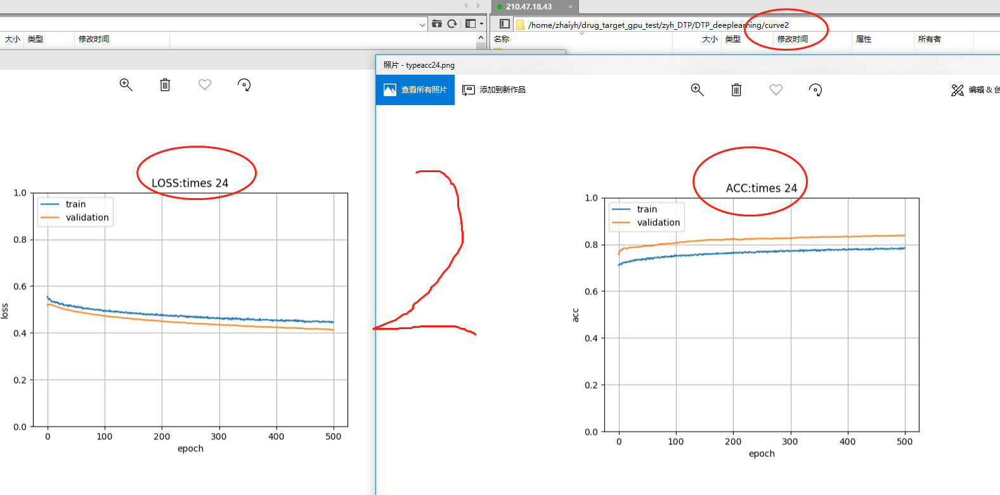 210.47.18.43 ×
/home/zhaiyh/drug_target_gpu_test/zyh_DTP/DTP_deeplearning/curve2
大小 类型 修改时间
名称 大小 类型 修改时间 属性 所有者
照片 - typeacc24.png
查看所有照片 添加到新作品 编辑 & 创
LOSS:times 24
train
validation
1.0
0.8
0.6
0.4
0.2
0.0
loss
0 100 200 300 400 500
epoch
2
ACC:times 24
train
validation
1.0
0.8
0.6
0.4
0.2
0.0
acc
0 100 200 300 400 500
epoch